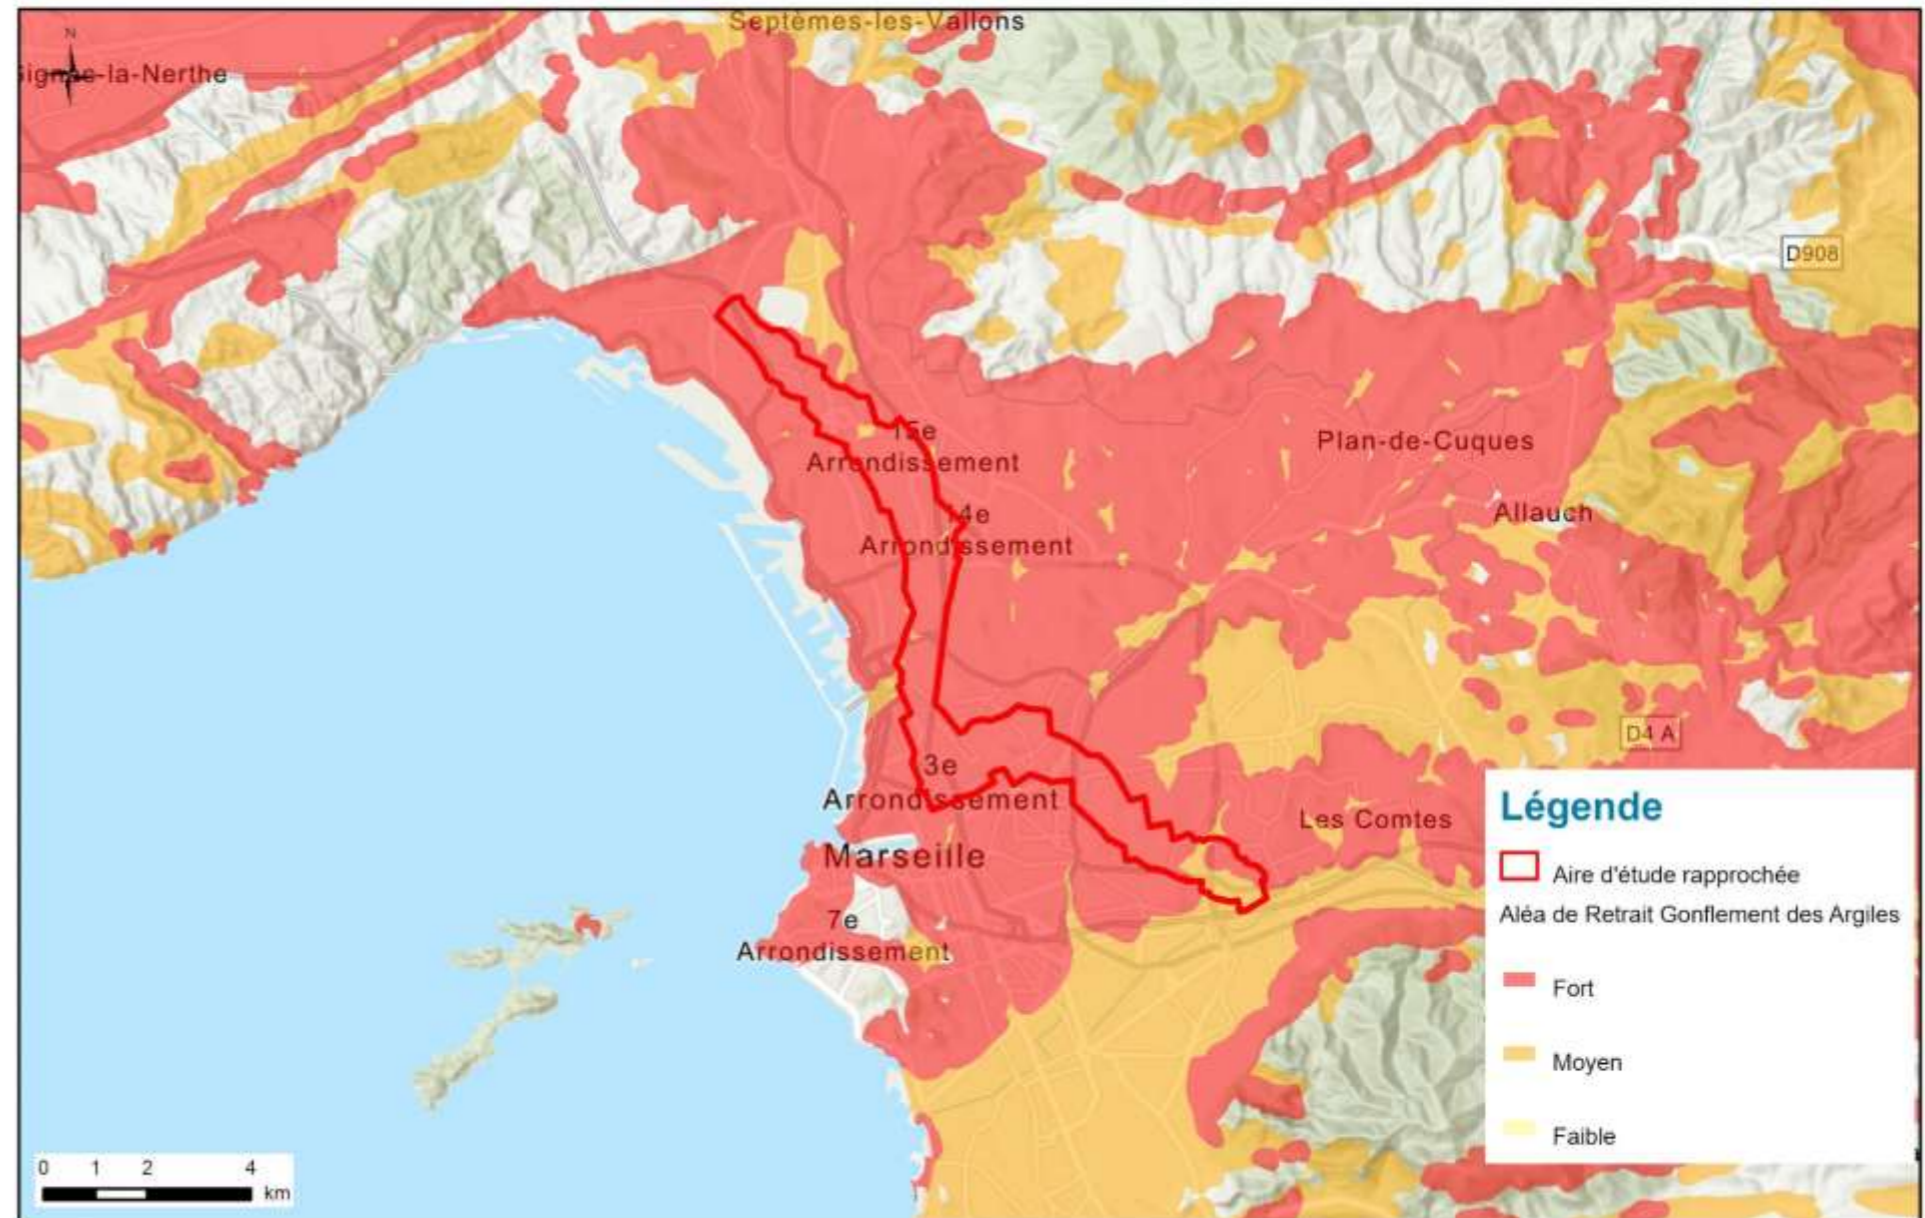 Septèmes-les-Vallons
N
Signac-la-Nerthe
D908
15e
Arrondissement
Plan-de-Cuques
14e
Arrondissement
Allauch
D4 A
3e
Arrondissement
Les Comtes
Marseille
7e
Arrondissement
Légende
Aire d'étude rapprochée
Aléa de Retrait Gonflement des Argiles
Fort
Moyen
Faible
0 1 2 4
km